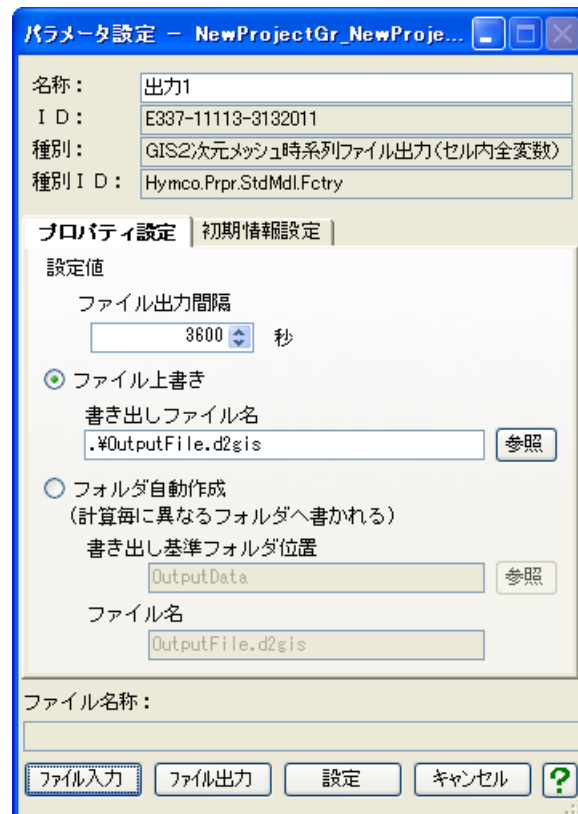 パラメータ設定 － NewProjectGr_NewProje...
名称： 出力1
ＩＤ： E337-11113-3132011
種別： GIS2次元メッシュ時系列ファイル出力(セル内全変数)
種別ＩＤ： Hymco.Prpr.StdMdl.Fctry
プロパティ設定 初期情報設定
設定値
ファイル出力間隔
3600 秒
ファイル上書き
書き出しファイル名
.¥OutputFile.d2gis 参照
フォルダ自動作成
(計算毎に異なるフォルダへ書かれる)
書き出し基準フォルダ位置
OutputData 参照
ファイル名
OutputFile.d2gis
ファイル名称：
ファイル入力 ファイル出力 設定 キャンセル ?